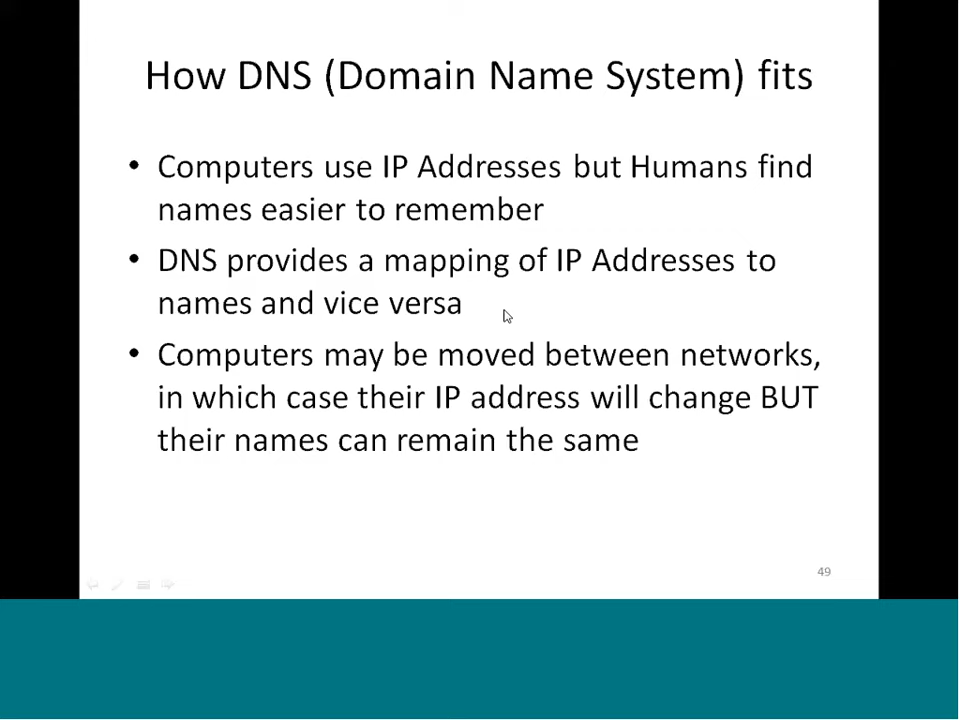 How DNS (Domain Name System) fits
• Computers use IP Addresses but Humans find
names easier to remember
• DNS provides a mapping of IP Addresses to
names and vice versa
• Computers may be moved between networks,
in which case their IP address will change BUT
their names can remain the same
49